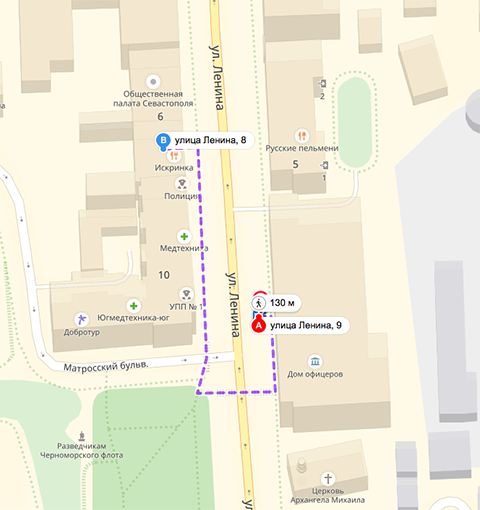 ул. Ленина
Общественная
палата Севастополя
6
2
B
улица Ленина, 8
Русские пельмени
Искринка
5
1
Полиция
Медтехника
10
ул. Ленина
УПП № 1
130 м
Югмедтехника-юг
A
улица Ленина, 9
Добротур
Матросский бульв.
Дом офицеров
Разведчикам
Черноморского флота
Церковь
Архангела Михаила